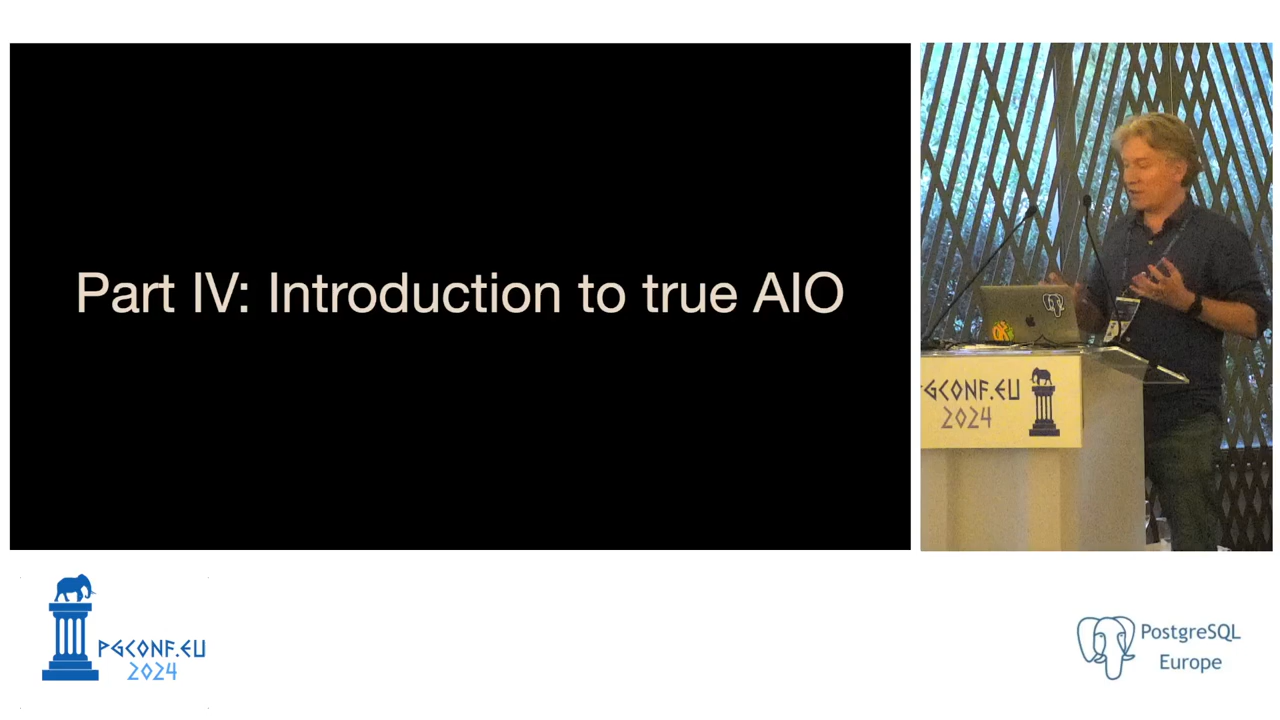 Part IV: Introduction to true AIO
PGCONF.EU
2024
PGCONF.EU
2024
PostgreSQL
Europe